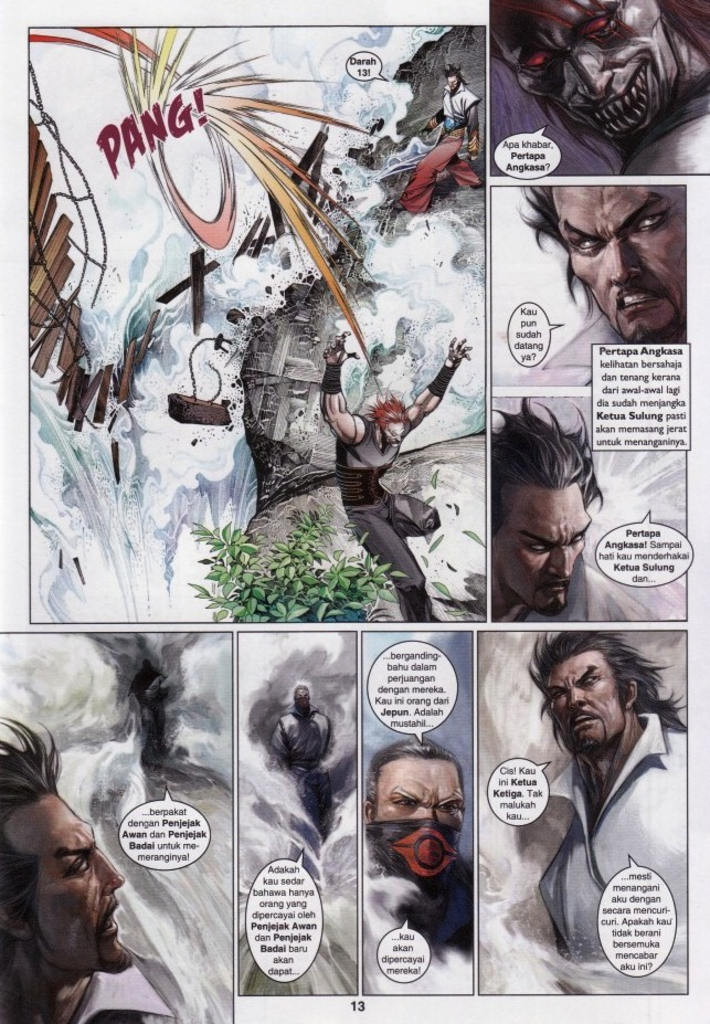 PANG!
Darah
13!
Apa khabar,
Pertapa
Angkasa?
Kau
pun
sudah
datang
ya?
Pertapa Angkasa
kelihatan bersahaja
dan tenang kerana
dari awal-awal lagi
dia sudah menjangka
Ketua Sulung pasti
akan memasang jerat
untuk menanganinya.
Pertapa
Angkasa! Sampai
hati kau menderhakai
Ketua Sulung
dan...
...berpakat
dengan Penjejak
Awan dan Penjejak
Badai untuk me-
meranginya!
Adakah
kau sedar
bahawa hanya
orang yang
dipercayai oleh
Penjejak Awan
dan Penjejak
Badai baru
akan
dapat...
...berganding-
bahu dalam
perjuangan
dengan mereka.
Kau ini orang dari
Jepun. Adalah
mustahil...
...kau
akan
dipercayai
mereka!
Cis! Kau
ini Ketua
Ketiga. Tak
malukah
kau...
...mesti
menangani
aku dengan
secara mencuri-
curi. Apakah kau
tidak berani
bersemuka
mencabar
aku ini?
13